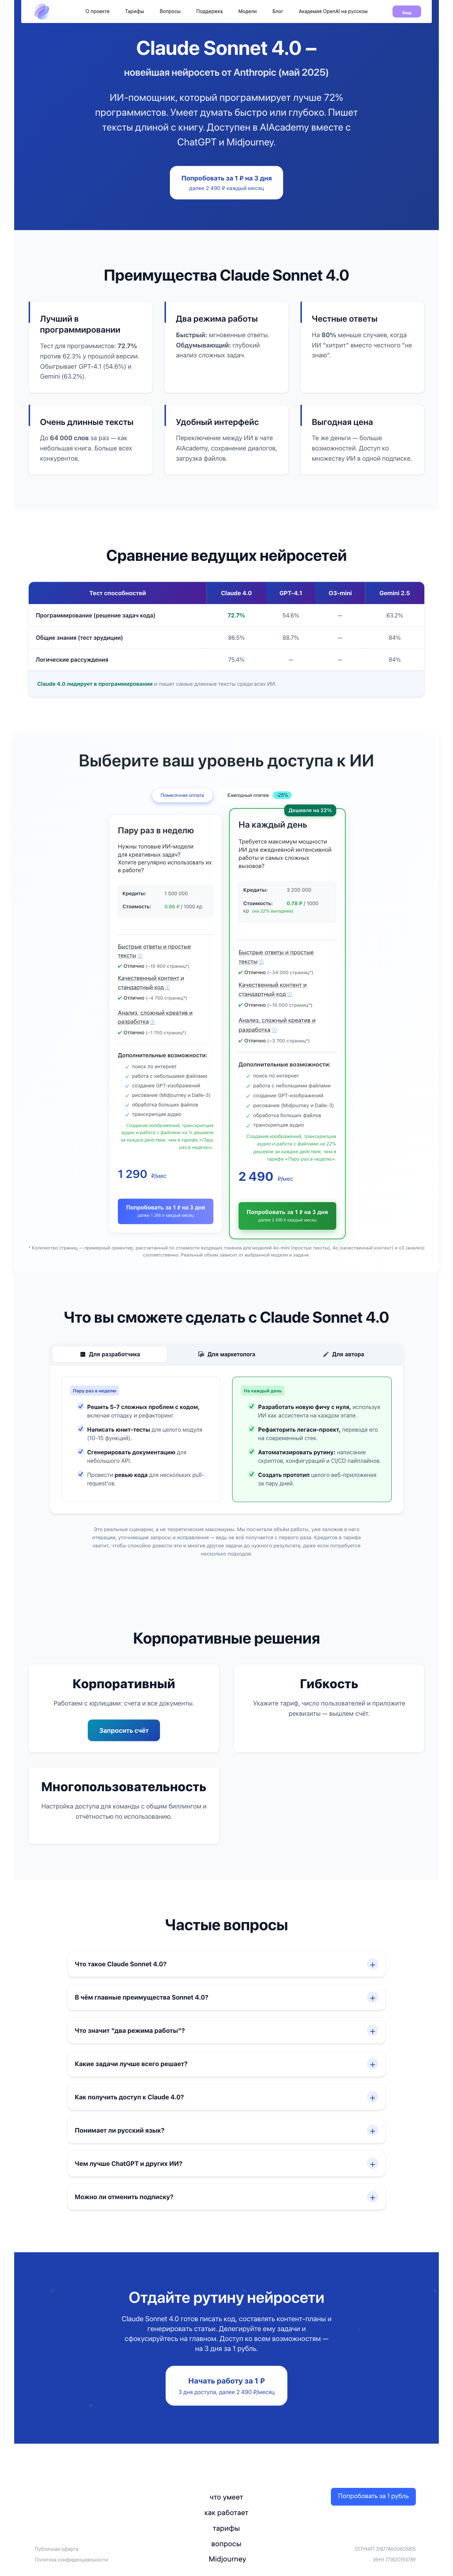 О проекте Тарифы Вопросы Поддержка Модели Блог Академия OpenAI на русском Вход
Claude Sonnet 4.0 –
новейшая нейросеть от Anthropic (май 2025)
ИИ-помощник, который программирует лучше 72%
программистов. Умеет думать быстро или глубоко. Пишет
тексты длиной с книгу. Доступен в AIAcademy вместе с
ChatGPT и Midjourney.
Попробовать за 1 ₽ на 3 дня
далее 2 490 ₽ каждый месяц
Преимущества Claude Sonnet 4.0
Лучший в
программировании
Тест для программистов: 72.7%
против 62.3% у прошлой версии.
Обыгрывает GPT-4.1 (54.6%) и
Gemini (63.2%).
Два режима работы
Быстрый: мгновенные ответы.
Обдумывающий: глубокий
анализ сложных задач.
Честные ответы
На 80% меньше случаев, когда
ИИ "хитрит" вместо честного "не
знаю".
Очень длинные тексты
До 64 000 слов за раз — как
небольшая книга. Больше всех
конкурентов.
Удобный интерфейс
Переключение между ИИ в чате
AIAcademy, сохранение диалогов,
загрузка файлов.
Выгодная цена
Те же деньги — больше
возможностей. Доступ ко
множеству ИИ в одной подписке.
Сравнение ведущих нейросетей
Тест способностей Claude 4.0 GPT-4.1 O3-mini Gemini 2.5
Программирование (решение задач кода) 72.7% 54.6% — 63.2%
Общие знания (тест эрудиции) 86.5% 88.7% — 84%
Логические рассуждения 75.4% — — 84%
Claude 4.0 лидирует в программировании и пишет самые длинные тексты среди всех ИИ.
Выберите ваш уровень доступа к ИИ
Помесячная оплата Ежегодный платеж -25%
Пару раз в неделю
Нужны топовые ИИ-модели
для креативных задач?
Хотите регулярно использовать их
в работе?
Кредиты: 1 500 000
Стоимость: 0.86 ₽ / 1000 кр
Быстрые ответы и простые
тексты
✔ Отлично (~15 900 страниц*)
Качественный контент и
стандартный код
✔ Отлично (~4 700 страниц*)
Анализ, сложный креатив и
разработка
✔ Отлично (~1 700 страниц*)
Дополнительные возможности:
✓ поиск по интернет
✓ работа с небольшими файлами
✓ создание GPT-изображений
✓ рисование (Midjourney и Dalle-3)
✓ обработка больших файлов
✓ транскрипция аудио
Создание изображений, транскрипция
аудио и работа с файлами на % дешевле
за каждое действие, чем в тарифе «Пару
раз в неделю».
1 290 ₽/мес
Попробовать за 1 ₽ на 3 дня
далее 1 290 ₽ каждый месяц
Дешевле на 22%
На каждый день
Требуется максимум мощности
ИИ для ежедневной интенсивной
работы и самых сложных
вызовов?
Кредиты: 3 200 000
Стоимость: 0.78 ₽ / 1000
кр (на 22% выгоднее)
Быстрые ответы и простые
тексты
✔ Отлично (~34 000 страниц*)
Качественный контент и
стандартный код
✔ Отлично (~10 000 страниц*)
Анализ, сложный креатив и
разработка
✔ Отлично (~3 700 страниц*)
Дополнительные возможности:
✓ поиск по интернет
✓ работа с небольшими файлами
✓ создание GPT-изображений
✓ рисование (Midjourney и Dalle-3)
✓ обработка больших файлов
✓ транскрипция аудио
Создание изображений, транскрипция
аудио и работа с файлами на 22%
дешевле за каждое действие, чем в
тарифе «Пару раз в неделю».
2 490 ₽/мес
Попробовать за 1 ₽ на 3 дня
далее 2 490 ₽ каждый месяц
* Количество страниц — примерный ориентир, рассчитанный по стоимости входящих токенов для моделей 4o-mini (простые тексты), 4o (качественный контент) и o3 (анализ)
соответственно. Реальный объем зависит от выбранной модели и задачи.
Что вы сможете сделать с Claude Sonnet 4.0
Для разработчика Для маркетолога Для автора
Пару раз в неделю
Решить 5-7 сложных проблем с кодом,
включая отладку и рефакторинг.
Написать юнит-тесты для целого модуля
(10-15 функций).
Сгенерировать документацию для
небольшого API.
Провести ревью кода для нескольких pull-
request'ов.
На каждый день
Разработать новую фичу с нуля, используя
ИИ как ассистента на каждом этапе.
Рефакторить легаси-проект, переводя его
на современный стек.
Автоматизировать рутину: написание
скриптов, конфигураций и CI/CD пайплайнов.
Создать прототип целого веб-приложения
за пару дней.
Это реальные сценарии, а не теоретические максимумы. Мы посчитали объём работы, уже заложив в него
итерации, уточняющие запросы и исправления — ведь не всё получается с первого раза. Кредитов в тарифе
хватит, чтобы спокойно довести эти и многие другие задачи до нужного результата, даже если потребуется
несколько подходов.
Корпоративные решения
Корпоративный
Работаем с юрлицами: счета и все документы.
Запросить счёт
Гибкость
Укажите тариф, число пользователей и приложите
реквизиты — вышлем счёт.
Многопользовательность
Настройка доступа для команды с общим биллингом и
отчётностью по использованию.
Частые вопросы
Что такое Claude Sonnet 4.0? +
В чём главные преимущества Sonnet 4.0? +
Что значит "два режима работы"? +
Какие задачи лучше всего решает? +
Как получить доступ к Claude 4.0? +
Понимает ли русский язык? +
Чем лучше ChatGPT и других ИИ? +
Можно ли отменить подписку? +
Отдайте рутину нейросети
Claude Sonnet 4.0 готов писать код, составлять контент-планы и
генерировать статьи. Делегируйте ему задачи и
сфокусируйтесь на главном. Доступ ко всем возможностям —
на 3 дня за 1 рубль.
Начать работу за 1 ₽
3 дня доступа, далее 2 490 ₽/месяц
что умеет
как работает
тарифы
вопросы
Midjourney
Попробовать за 1 рубль
Публичная оферта
Политика конфиденциальности
ОГРНИП 318774600605815
ИНН 771820993789